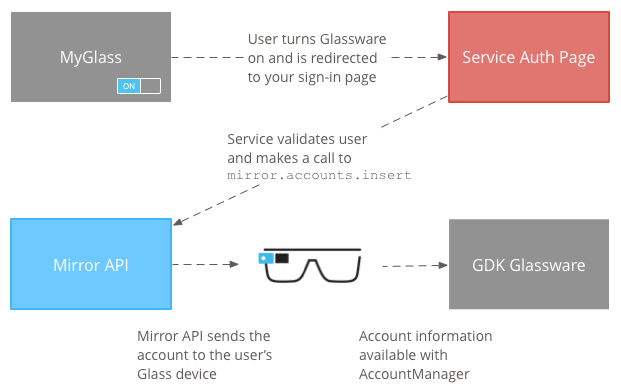 MyGlass
ON
User turns Glassware
on and is redirected
to your sign-in page
Service Auth Page
Service validates user
and makes a call to
mirror.accounts.insert
Mirror API
GDK Glassware
Mirror API sends the
account to the user’s
Glass device
Account information
available with
AccountManager